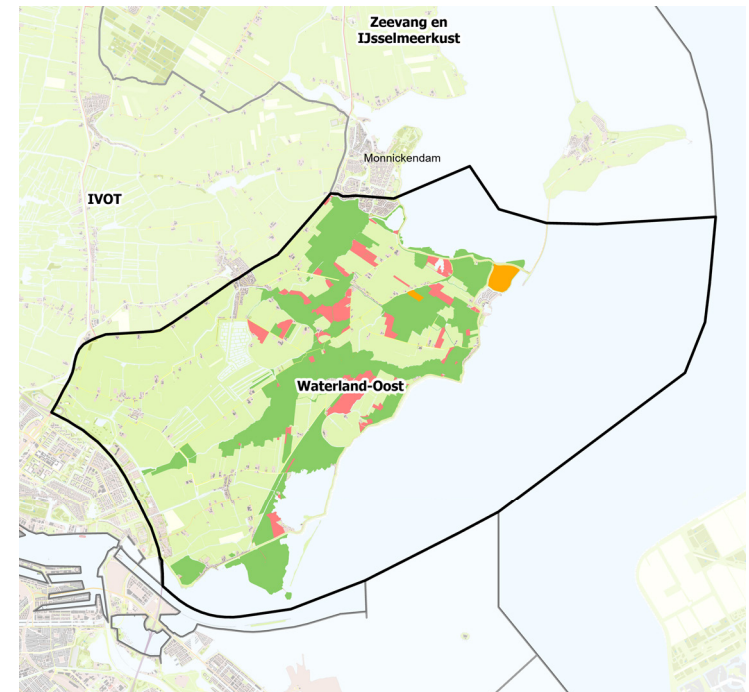 Zeevang en
IJsselmeerkust
Monnickendam
IVOT
Waterland-Oost